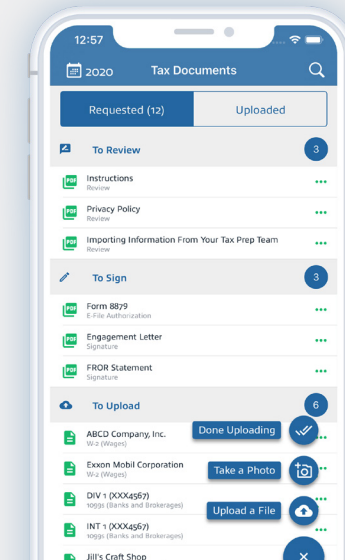 12:57
2020 Tax Documents
Requested (12) Uploaded
To Review 3
PDF Instructions
Review
PDF Privacy Policy
Review
PDF Importing Information From Your Tax Prep Team
Review
To Sign 3
PDF Form 8879
E-File Authorization
PDF Engagement Letter
Signature
PDF FROR Statement
Signature
To Upload 6
ABCD Company, Inc.
W-2 (Wages)
Done Uploading
Exxon Mobil Corporation
W-2 (Wages)
Take a Photo
DIV 1 (XXX4567)
1099s (Banks and Brokerages)
Upload a File
INT 1 (XXX4567)
1099s (Banks and Brokerages)
Jill's Craft Shop